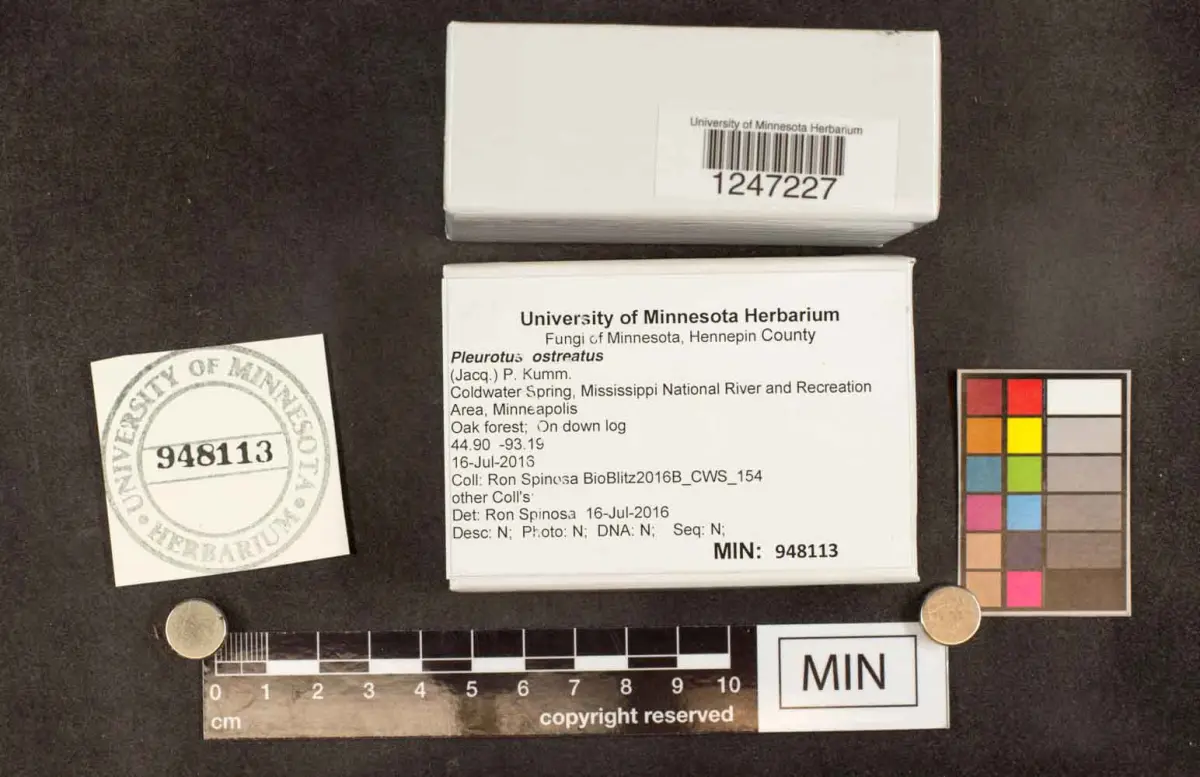 University of Minnesota Herbarium
1247227
University of Minnesota Herbarium
Fungi of Minnesota, Hennepin County
Pleurotus ostreatus
(Jacq.) P. Kumm.
Coldwater Spring, Mississippi National River and Recreation
Area, Minneapolis
Oak forest; On down log
44.90 -93.19
16-Jul-2016
Coll: Ron Spinosa BioBlitz2016B_CWS_154
other Coll's:
Det: Ron Spinosa 16-Jul-2016
Desc: N; Photo: N; DNA: N; Seq: N;
MIN: 948113
UNIVERSITY OF MINNESOTA
948113
HERBARIUM
0 1 2 3 4 5 6 7 8 9 10
cm
copyright reserved
MIN